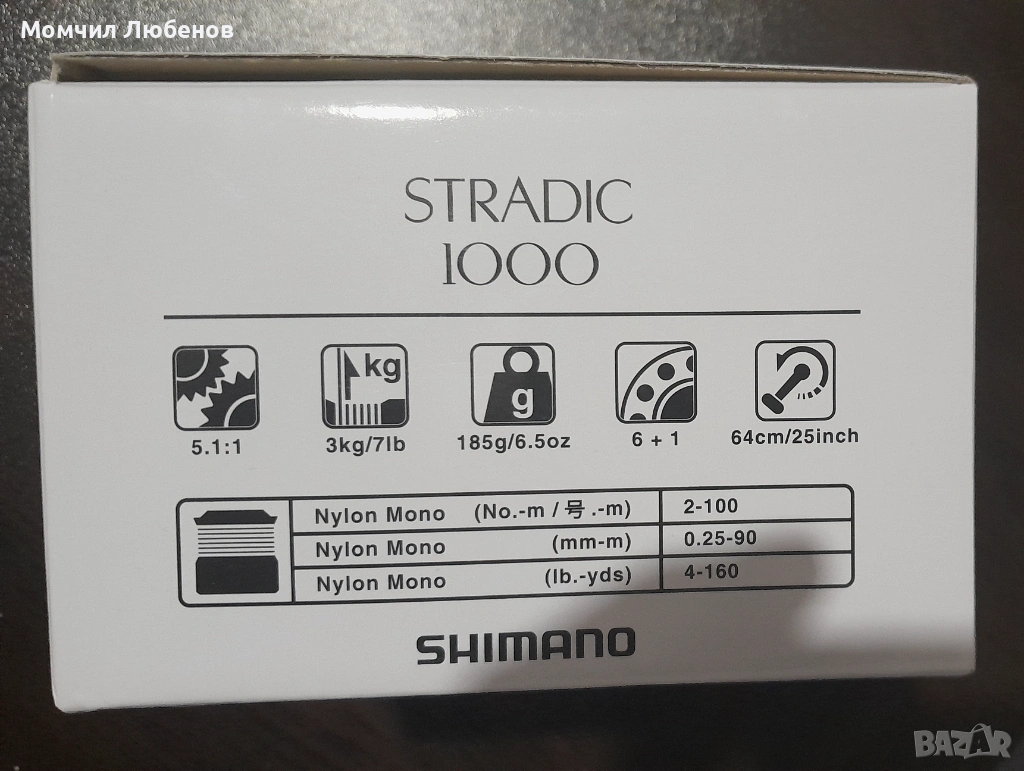 Момчил Любенов
STRADIC
1000
kg
g
5.1:1 3kg/7lb 185g/6.5oz 6 + 1 64cm/25inch
Nylon Mono (No.-m / 号.-m) 2-100
Nylon Mono (mm-m) 0.25-90
Nylon Mono (lb.-yds) 4-160
SHIMANO
BAZAR